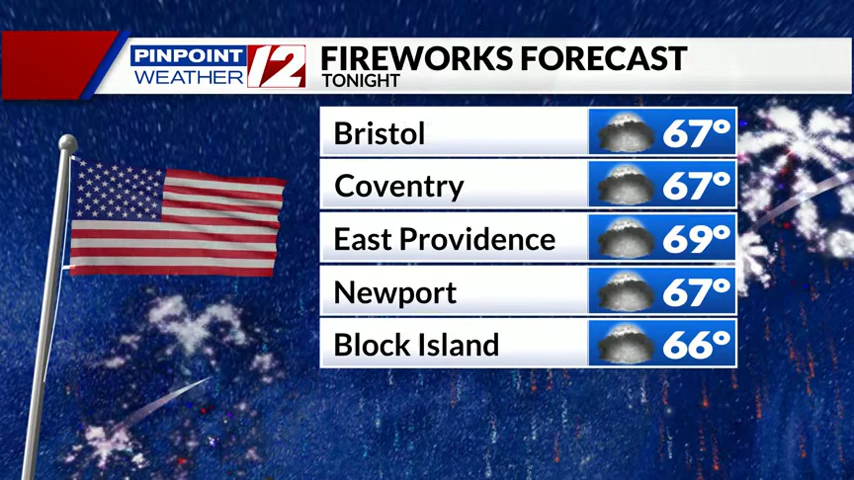 PINPOINT
WEATHER 12
FIREWORKS FORECAST
TONIGHT
Bristol 67°
Coventry 67°
East Providence 69°
Newport 67°
Block Island 66°